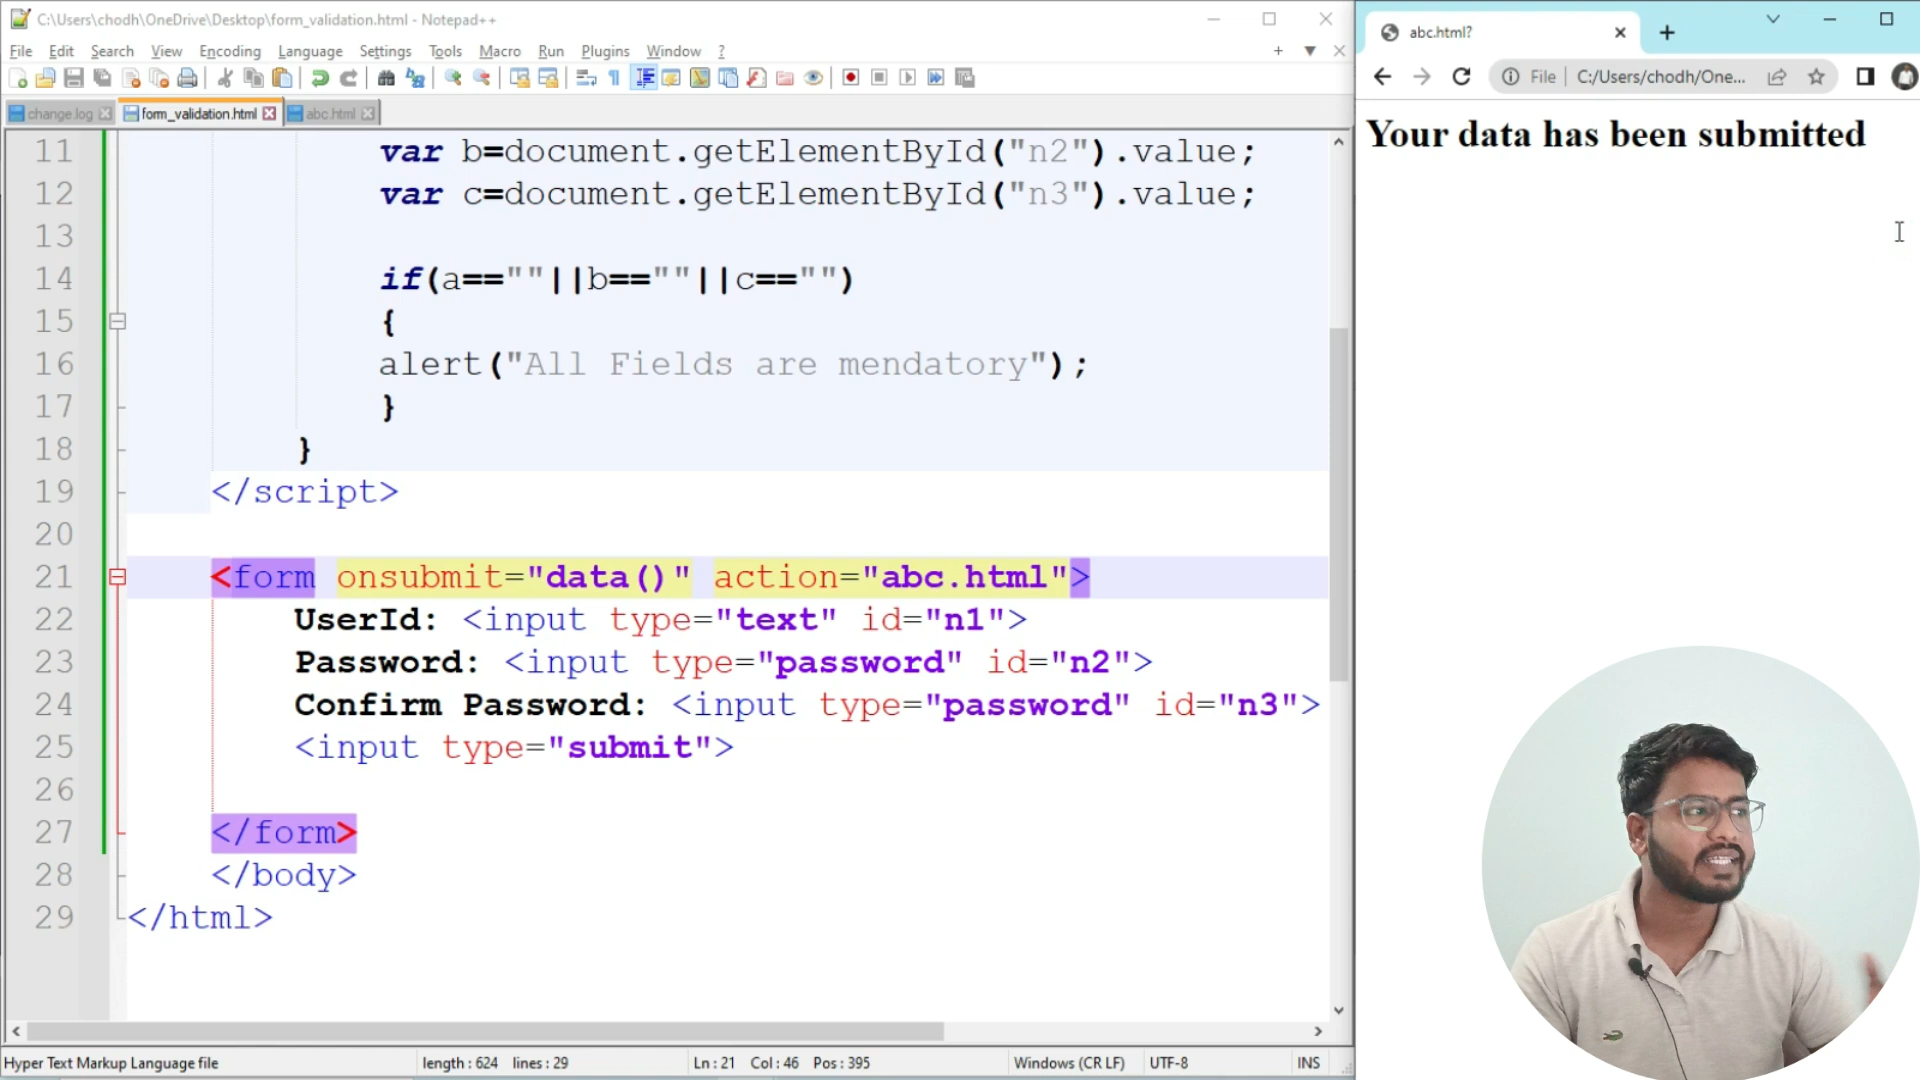 C:\Users\chodh\OneDrive\Desktop\form_validation.html - Notepad++
File Edit Search View Encoding Language Settings Tools Macro Run Plugins Window ?
change.log form_validation.html abc.html
11 var b=document.getElementById("n2").value;
12 var c=document.getElementById("n3").value;
13
14 if(a==""||b==""||c=="")
15 {
16 alert("All Fields are mendatory");
17 }
18 }
19 </script>
20
21 <form onsubmit="data()" action="abc.html">
22 UserId: <input type="text" id="n1">
23 Password: <input type="password" id="n2">
24 Confirm Password: <input type="password" id="n3">
25 <input type="submit">
26
27 </form>
28 </body>
29 </html>
Hyper Text Markup Language file length : 624 lines : 29 Ln : 21 Col : 46 Pos : 395 Windows (CR LF) UTF-8 INS
abc.html?
File C:/Users/chodh/One...
Your data has been submitted